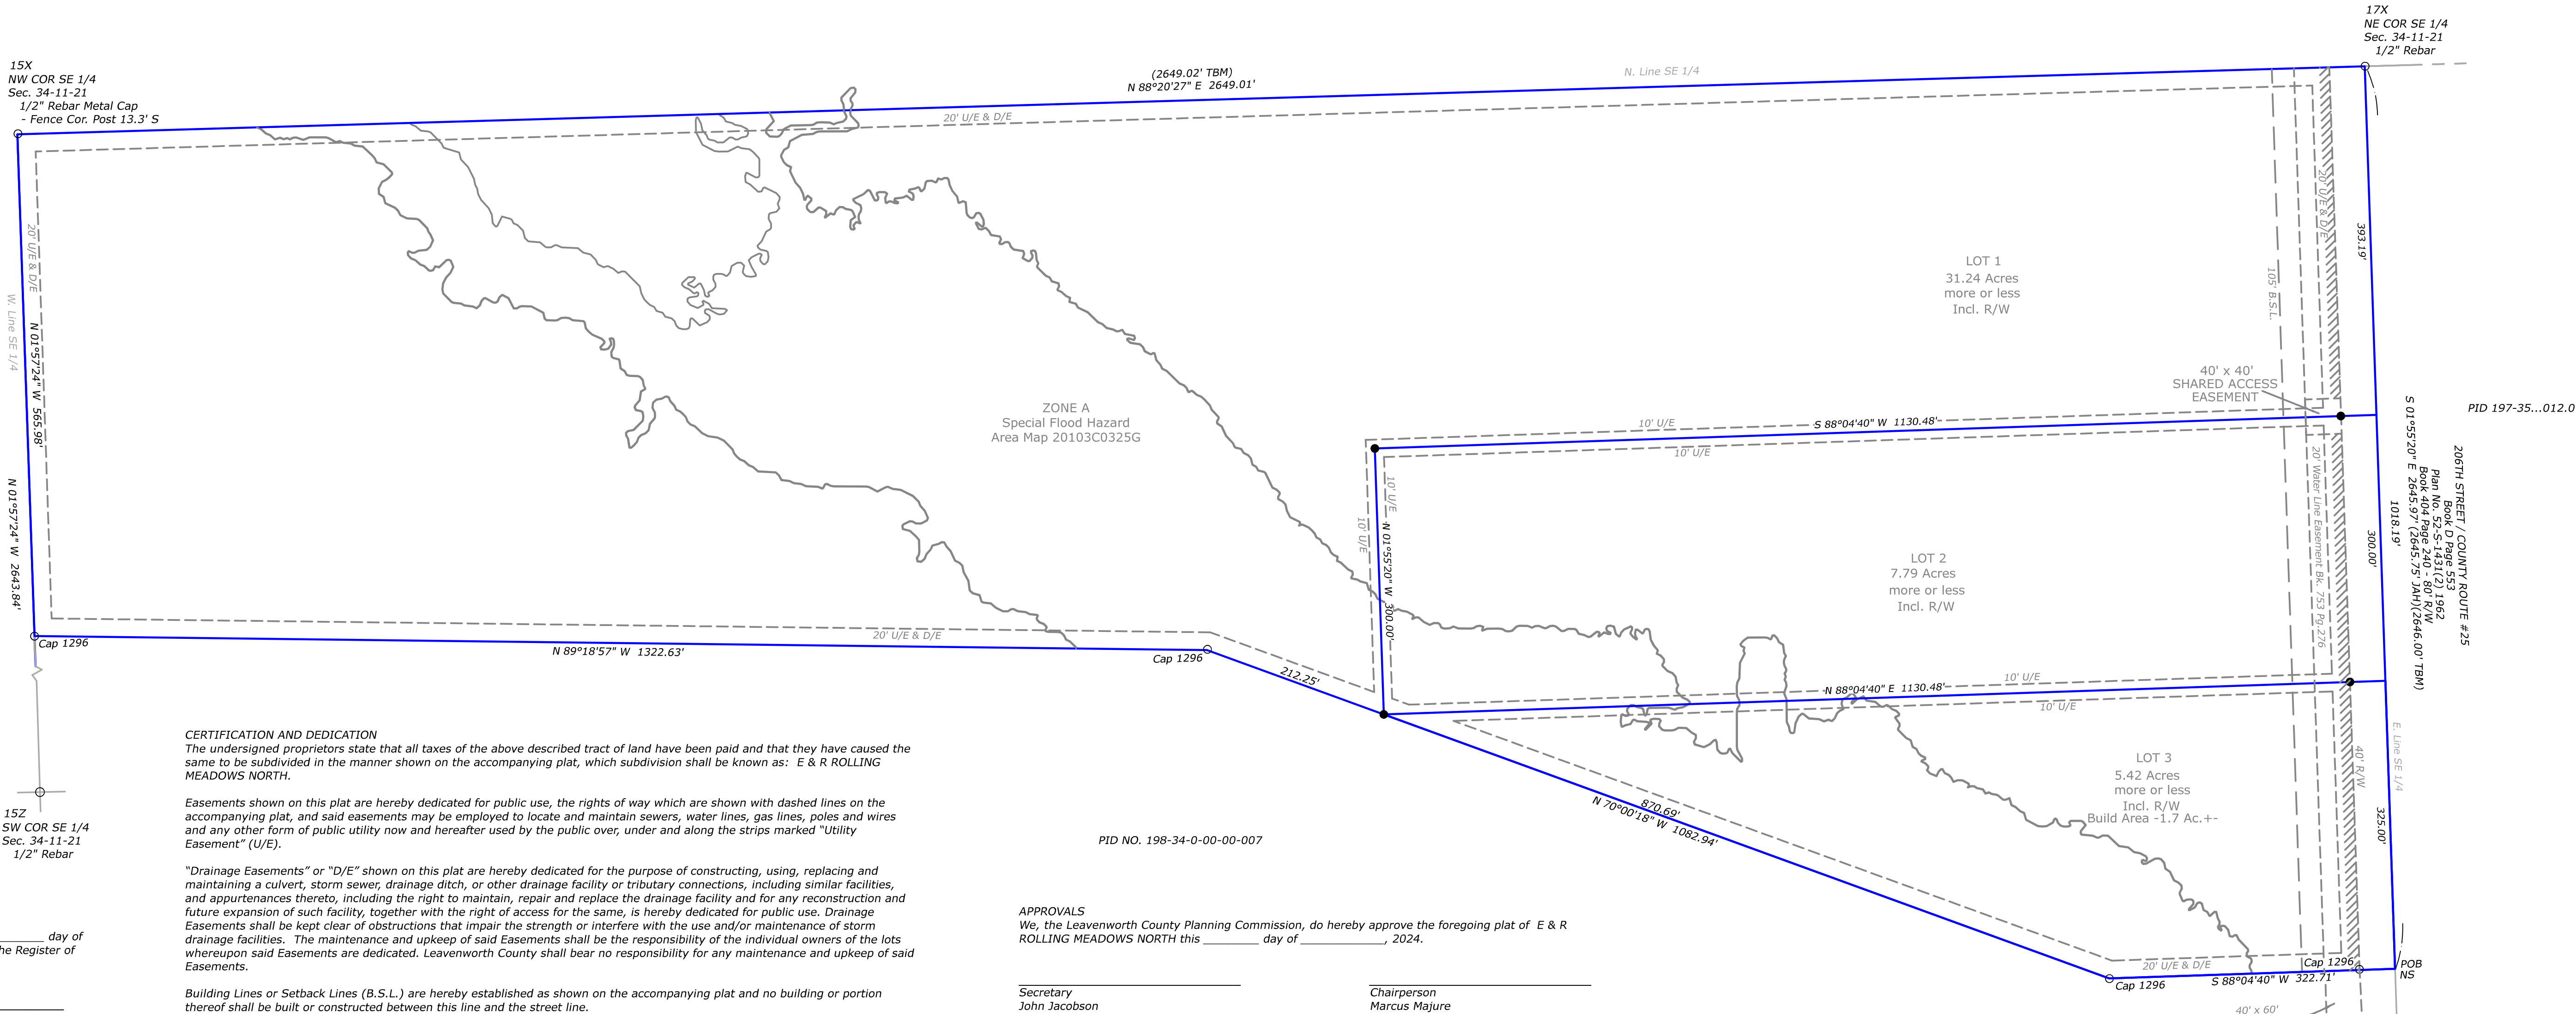 17X
NE COR SE 1/4
Sec. 34-11-21
1/2" Rebar
15X
NW COR SE 1/4
Sec. 34-11-21
1/2" Rebar Metal Cap
- Fence Cor. Post 13.3' S
(2649.02' TBM)
N 88°20'27" E 2649.01'
N. Line SE 1/4
20' U/E & D/E
20' U/E & D/E
W. Line SE 1/4
N 01°57'24" W 565.98'
N 01°57'24" W 2643.84'
ZONE A
Special Flood Hazard
Area Map 20103C0325G
LOT 1
31.24 Acres
more or less
Incl. R/W
105' B.S.L.
20' U/E & D/E
393.19'
40' x 40'
SHARED ACCESS
EASEMENT
10' U/E
S 88°04'40" W 1130.48'
10' U/E
10' U/E
10' U/E
N 01°55'20" W 300.00'
LOT 2
7.79 Acres
more or less
Incl. R/W
20' Water Line Easement Bk. 753 Pg.276
300.00'
1018.19'
S 01°55'20" E 2645.97' (2645.75' JAH)(2646.00' TBM)
Book 404 Page 240 - 80' R/W
Plan No. 52-S-1431(2) 1962
Book D Page 553
206TH STREET / COUNTY ROUTE #25
PID 197-35...012.0
Cap 1296
N 89°18'57" W 1322.63'
20' U/E & D/E
Cap 1296
212.25'
N 88°04'40" E 1130.48'
10' U/E
10' U/E
E. Line SE 1/4
40' R/W
LOT 3
5.42 Acres
more or less
Incl. R/W
Build Area -1.7 Ac.+-
325.00'
870.69'
N 70°00'18" W 1082.94'
20' U/E & D/E
Cap 1296
Cap 1296
S 88°04'40" W 322.71'
POB
NS
40' x 60'
15Z
SW COR SE 1/4
Sec. 34-11-21
1/2" Rebar
day of
he Register of
CERTIFICATION AND DEDICATION
The undersigned proprietors state that all taxes of the above described tract of land have been paid and that they have caused the
same to be subdivided in the manner shown on the accompanying plat, which subdivision shall be known as: E & R ROLLING
MEADOWS NORTH.
Easements shown on this plat are hereby dedicated for public use, the rights of way which are shown with dashed lines on the
accompanying plat, and said easements may be employed to locate and maintain sewers, water lines, gas lines, poles and wires
and any other form of public utility now and hereafter used by the public over, under and along the strips marked "Utility
Easement" (U/E).
"Drainage Easements" or "D/E" shown on this plat are hereby dedicated for the purpose of constructing, using, replacing and
maintaining a culvert, storm sewer, drainage ditch, or other drainage facility or tributary connections, including similar facilities,
and appurtenances thereto, including the right to maintain, repair and replace the drainage facility and for any reconstruction and
future expansion of such facility, together with the right of access for the same, is hereby dedicated for public use. Drainage
Easements shall be kept clear of obstructions that impair the strength or interfere with the use and/or maintenance of storm
drainage facilities. The maintenance and upkeep of said Easements shall be the responsibility of the individual owners of the lots
whereupon said Easements are dedicated. Leavenworth County shall bear no responsibility for any maintenance and upkeep of said
Easements.
Building Lines or Setback Lines (B.S.L.) are hereby established as shown on the accompanying plat and no building or portion
thereof shall be built or constructed between this line and the street line.
PID NO. 198-34-0-00-00-007
APPROVALS
We, the Leavenworth County Planning Commission, do hereby approve the foregoing plat of E & R
ROLLING MEADOWS NORTH this _________ day of ______________, 2024.
Secretary
John Jacobson
Chairperson
Marcus Majure